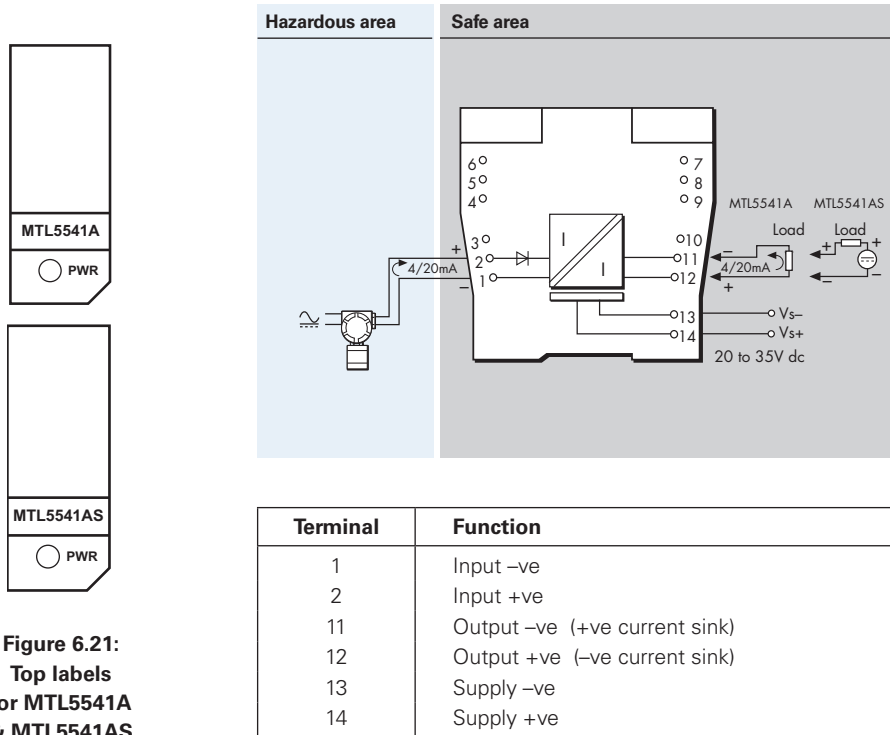 Hazardous area
Safe area
MTL5541A
PWR
MTL5541AS
PWR
6
5
4
3
2
1
+
–
4/20mA
I
I
7
8
9
10
11
12
13
14
MTL5541A
MTL5541AS
Load
Load
–
4/20mA
+
+
–
+
–
Vs–
Vs+
20 to 35V dc
Terminal Function
1 Input –ve
2 Input +ve
11 Output –ve (+ve current sink)
12 Output +ve (–ve current sink)
13 Supply –ve
14 Supply +ve
Figure 6.21:
Top labels
or MTL5541A
MTL5541AS